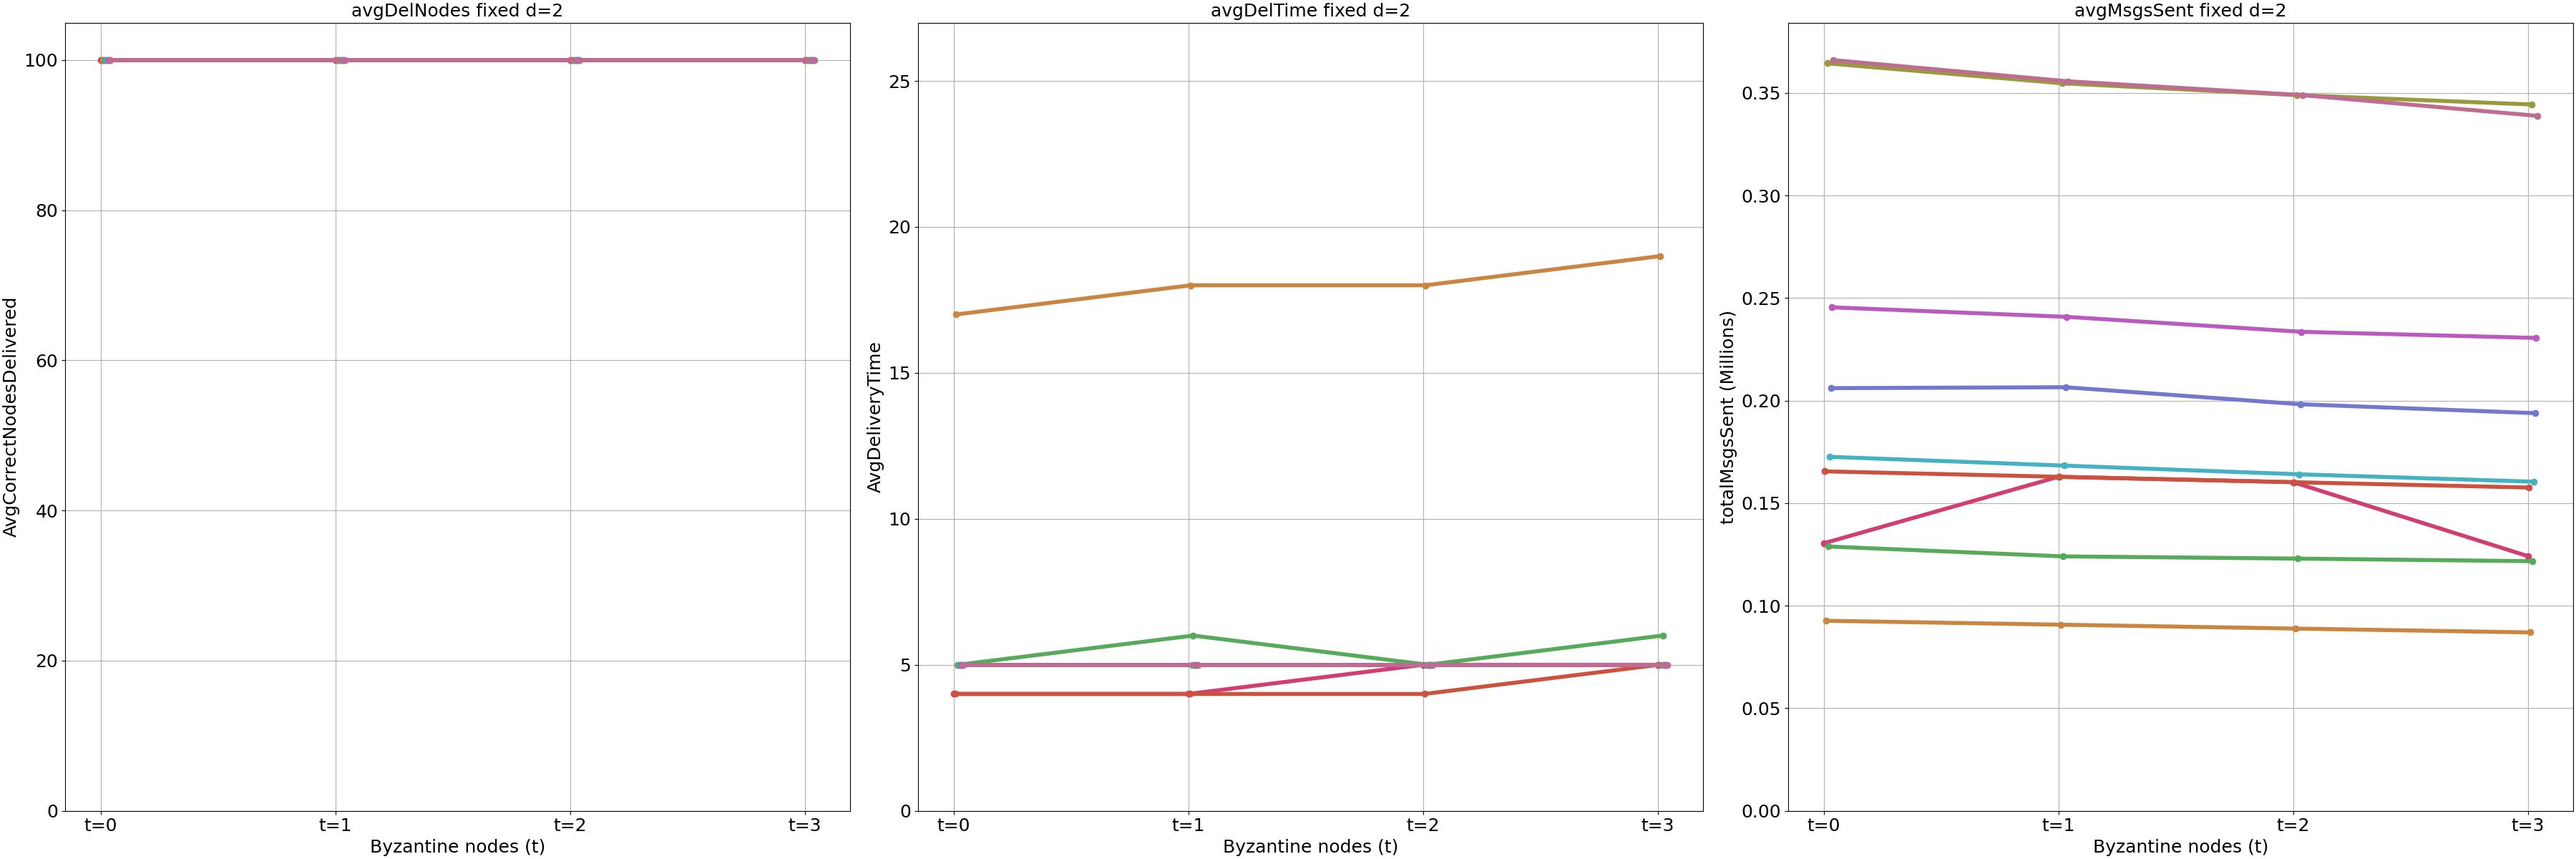 avgDelNodes fixed d=2
AvgCorrectNodesDelivered
100
80
60
40
20
0
t=0 t=1 t=2 t=3
Byzantine nodes (t)
avgDelTime fixed d=2
AvgDeliveryTime
25
20
15
10
5
0
t=0 t=1 t=2 t=3
Byzantine nodes (t)
avgMsgsSent fixed d=2
totalMsgsSent (Millions)
0.35
0.30
0.25
0.20
0.15
0.10
0.05
0.00
t=0 t=1 t=2 t=3
Byzantine nodes (t)